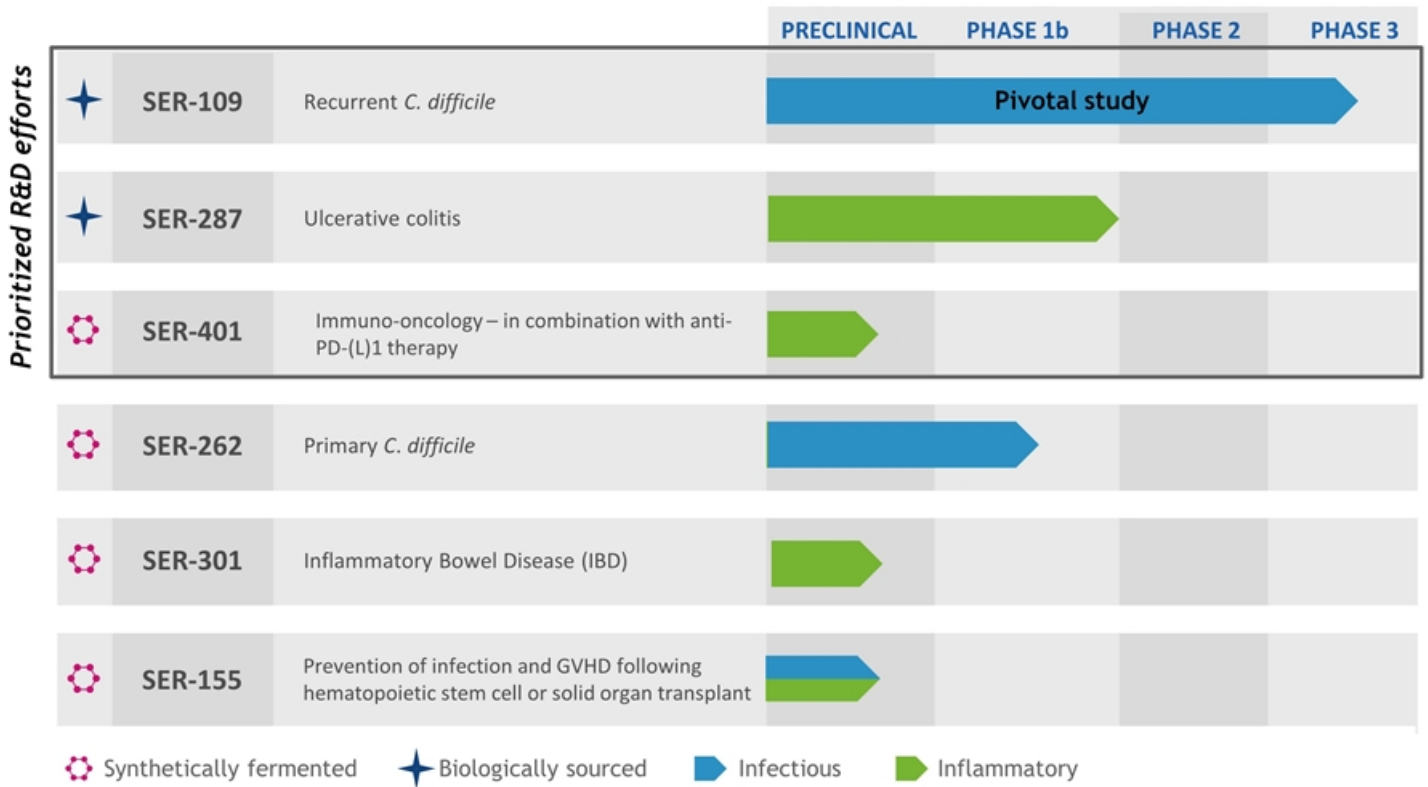 PRECLINICAL PHASE 1b PHASE 2 PHASE 3
Prioritized R&D efforts
SER-109 Recurrent C. difficile Pivotal study
SER-287 Ulcerative colitis
SER-401 Immuno-oncology – in combination with anti-
PD-(L)1 therapy
SER-262 Primary C. difficile
SER-301 Inflammatory Bowel Disease (IBD)
SER-155 Prevention of infection and GVHD following
hematopoietic stem cell or solid organ transplant
Synthetically fermented Biologically sourced Infectious Inflammatory